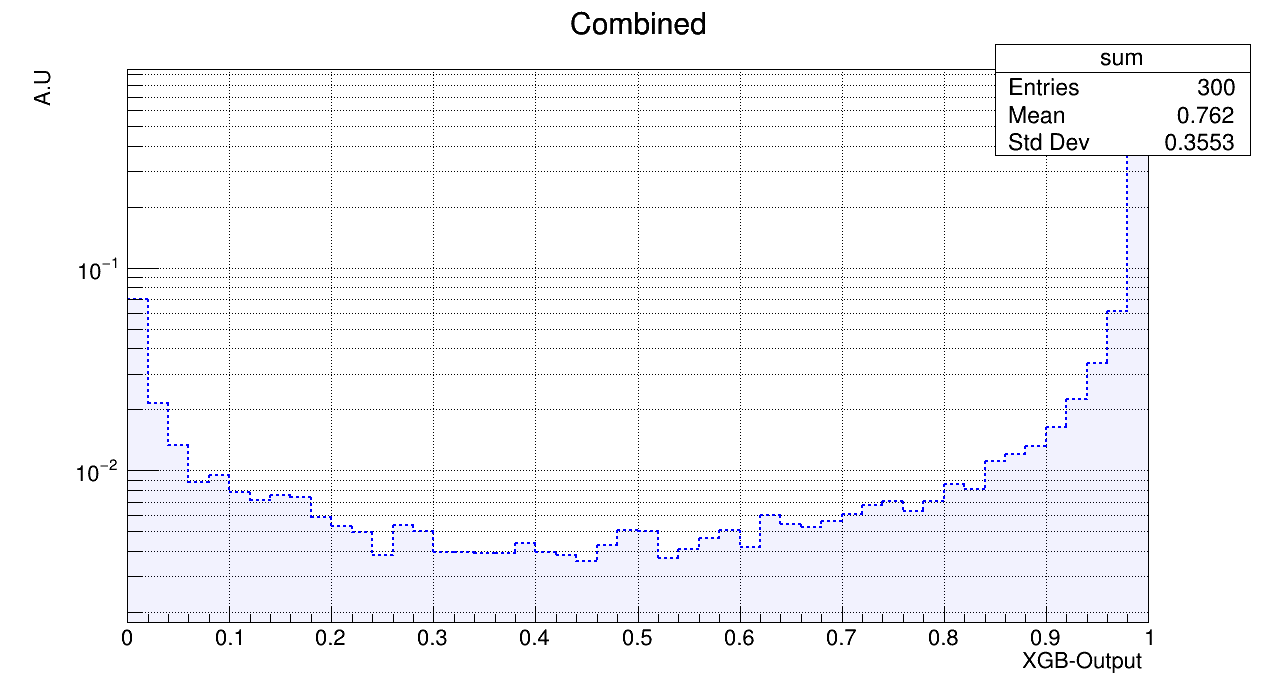 Combined
A.U
sum
Entries 300
Mean 0.762
Std Dev 0.3553
10⁻¹
10⁻²
0 0.1 0.2 0.3 0.4 0.5 0.6 0.7 0.8 0.9 1
XGB-Output